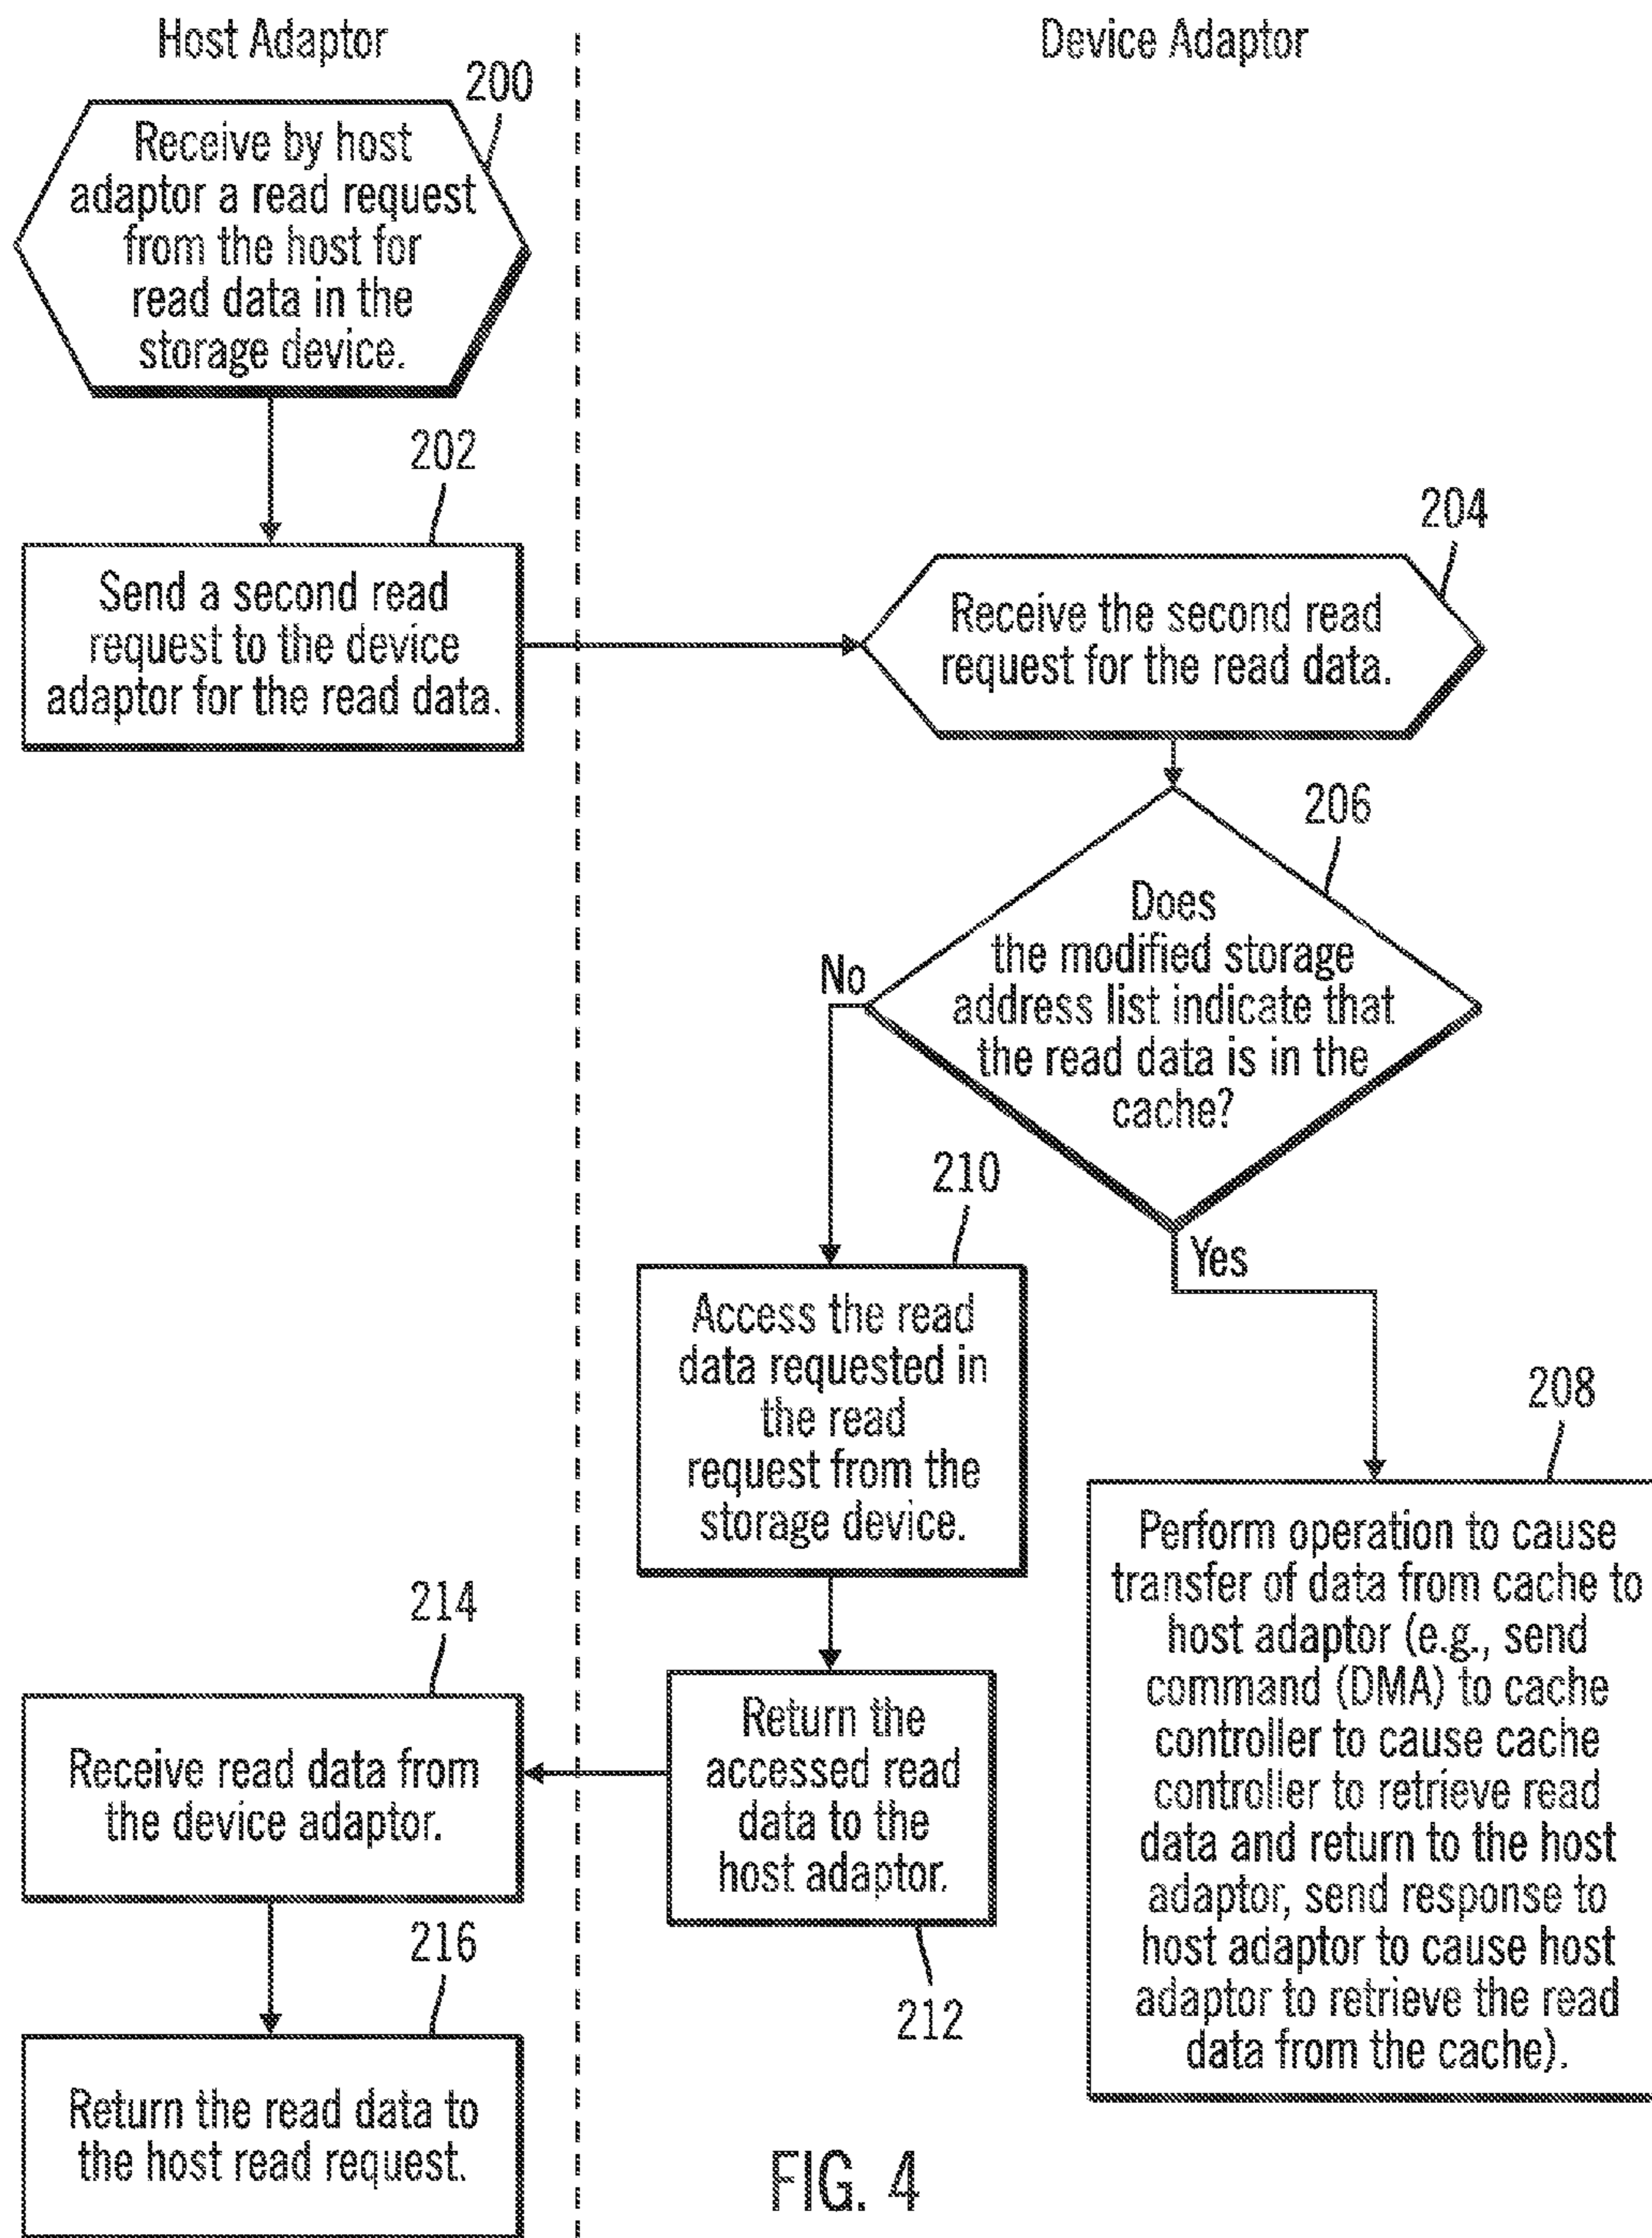 Host Adaptor
Device Adaptor
200
Receive by host
adaptor a read request
from the host for
read data in the
storage device.
202
Send a second read
request to the device
adaptor for the read data.
204
Receive the second read
request for the read data.
206
Does
the modified storage
address list indicate that
the read data is in the
cache?
No
Yes
210
Access the read
data requested in
the read
request from the
storage device.
208
Perform operation to cause
transfer of data from cache to
host adaptor (e.g., send
command (DMA) to cache
controller to cause cache
controller to retrieve read
data and return to the host
adaptor, send response to
host adaptor to cause host
adaptor to retrieve the read
data from the cache).
Return the
accessed read
data to the
host adaptor.
212
214
Receive read data from
the device adaptor.
216
Return the read data to
the host read request.
FIG. 4